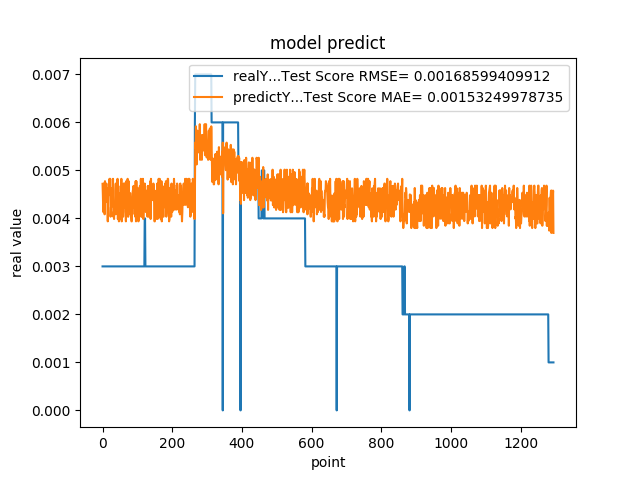 model predict
realY...Test Score RMSE= 0.00168599409912
predictY...Test Score MAE= 0.00153249978735
0.007
0.006
0.005
0.004
0.003
0.002
0.001
0.000
real value
0 200 400 600 800 1000 1200
point